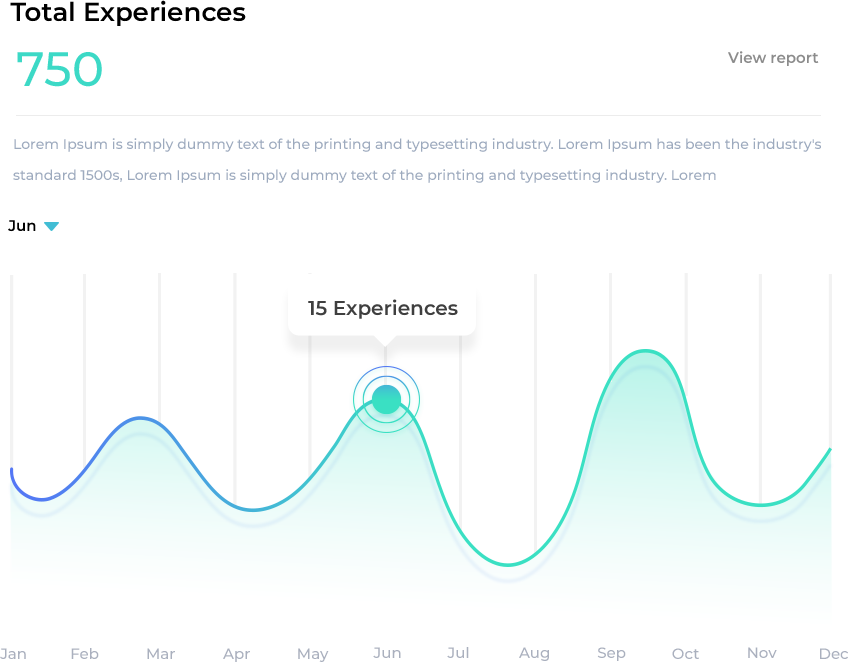 Total Experiences
750
View report
Lorem Ipsum is simply dummy text of the printing and typesetting industry. Lorem Ipsum has been the industry's
standard 1500s, Lorem Ipsum is simply dummy text of the printing and typesetting industry. Lorem
Jun
15 Experiences
Jan Feb Mar Apr May Jun Jul Aug Sep Oct Nov Dec